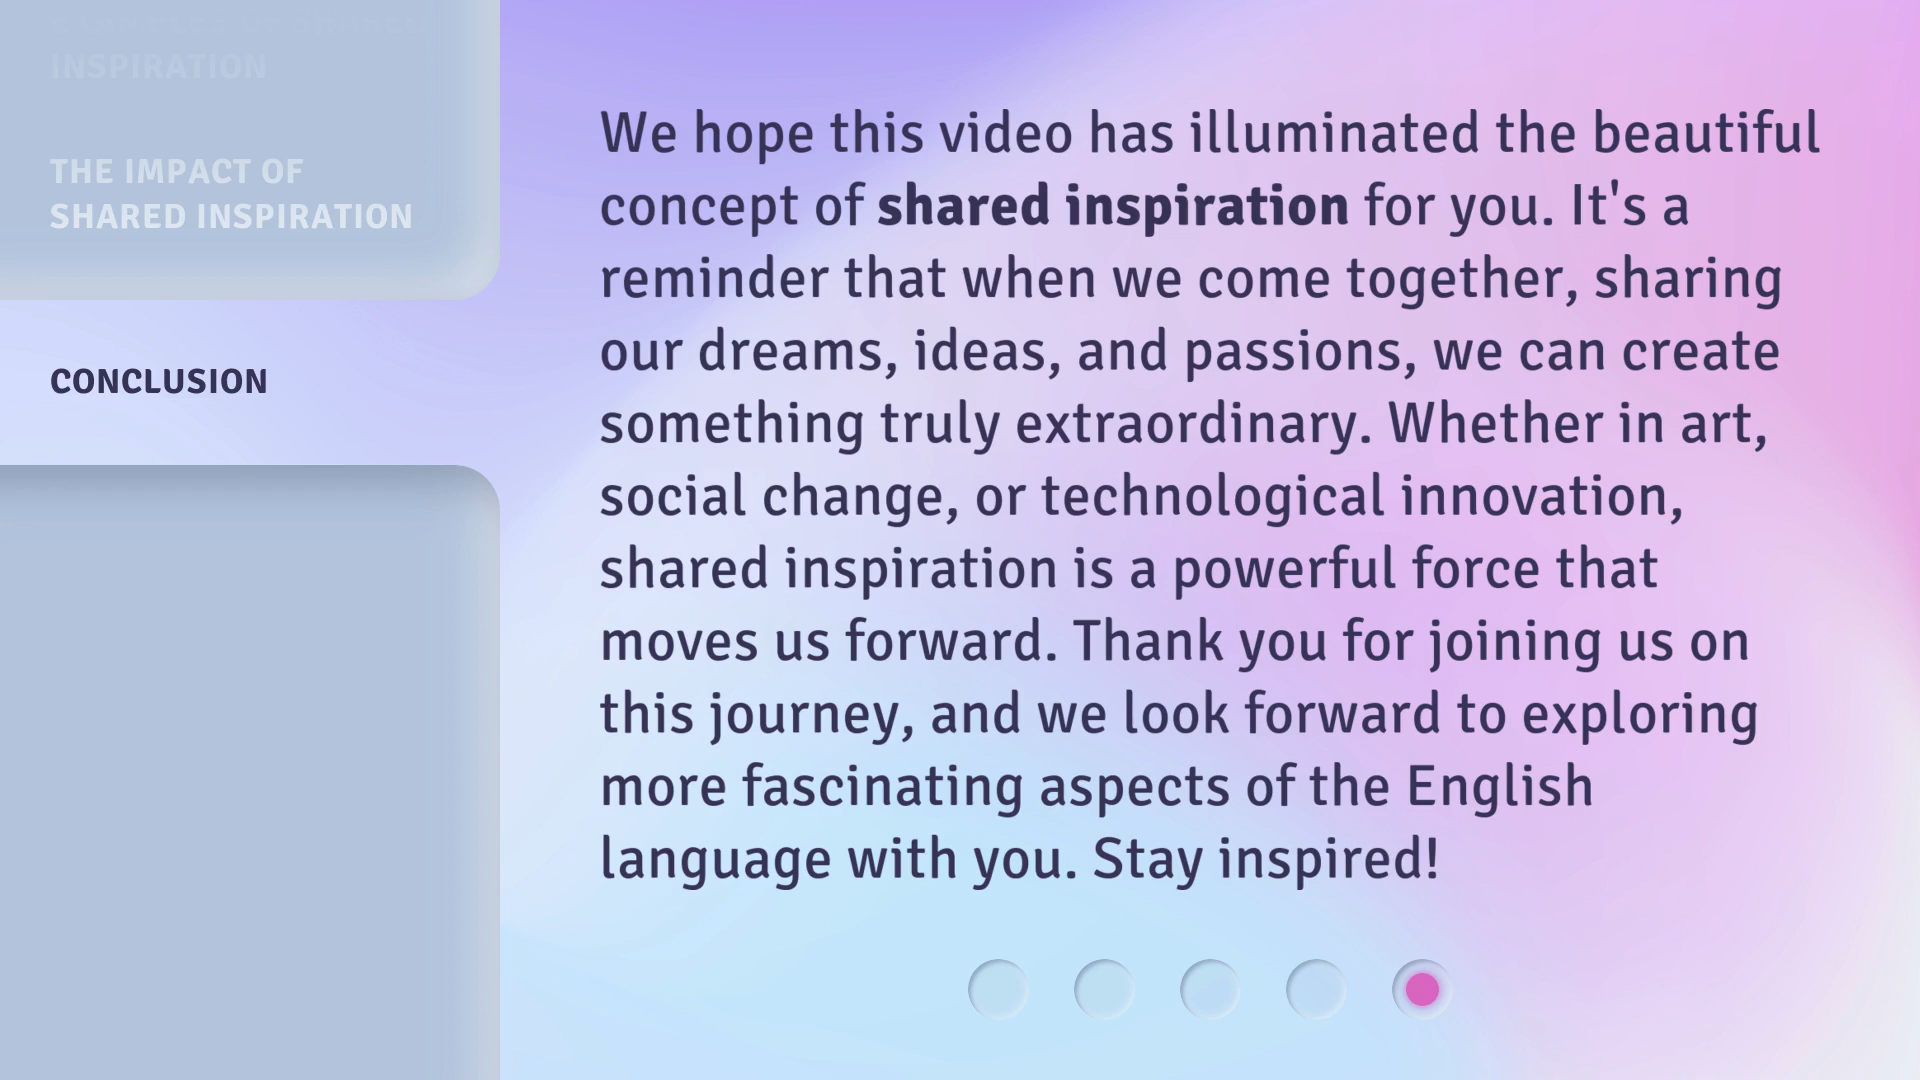 EXAMPLES OF SHARED
INSPIRATION
THE IMPACT OF
SHARED INSPIRATION
CONCLUSION
We hope this video has illuminated the beautiful
concept of shared inspiration for you. It's a
reminder that when we come together, sharing
our dreams, ideas, and passions, we can create
something truly extraordinary. Whether in art,
social change, or technological innovation,
shared inspiration is a powerful force that
moves us forward. Thank you for joining us on
this journey, and we look forward to exploring
more fascinating aspects of the English
language with you. Stay inspired!